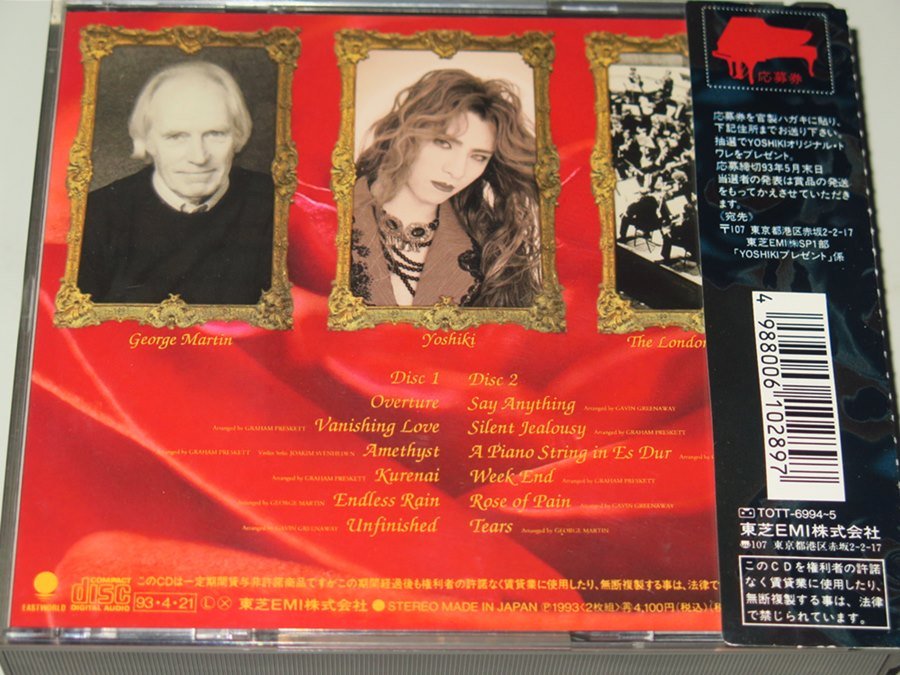 George Martin
Yoshiki
The London
Disc 1
Overture
Arranged by GRAHAM PRESKETT Vanishing Love
Arranged by GRAHAM PRESKETT Violin Solo: JOAKIM SVENHEDEN Amethyst
Arranged by GRAHAM PRESKETT Kurenai
Arranged by GEORGE MARTIN Endless Rain
Arranged by GAVIN GREENAWAY Unfinished
Disc 2
Say Anything Arranged by GAVIN GREENAWAY
Silent Jealousy Arranged by GRAHAM PRESKETT
A Piano String in Es Dur Arranged by
Week End Arranged by GRAHAM PRESKETT
Rose of Pain Arranged by GAVIN GREENAWAY
Tears Arranged by GEORGE MARTIN
EASTWORLD
COMPACT
disc
DIGITAL AUDIO
このCDは一定期間貸与非許諾商品ですがこの期間経過後も権利者の許諾なく賃貸業に使用したり、無断複製する事は、法律で
93・4・21 東芝EMI株式会社 ●STEREO MADE IN JAPAN Ⓟ1993<2枚組> 4,100円(税込)
応募券
応募券を官製ハガキに貼り、
下記住所までお送り下さい。
抽選でYOSHIKIオリジナル・ト
ワレをプレゼント。
応募締切93年5月末日
当選者の発表は賞品の発送
をもってかえさせていただき
ます。
〈宛先〉
〒107 東京都港区赤坂2-2-17
東芝EMI㈱SP1部
「YOSHIKIプレゼント」係
4 988006 102897
TOTT-6994~5
東芝EMI株式会社
107 東京都港区赤坂2-2-17
このCDを権利者の許諾
なく賃貸業に使用したり、
無断複製する事は、法律
で禁じられています。